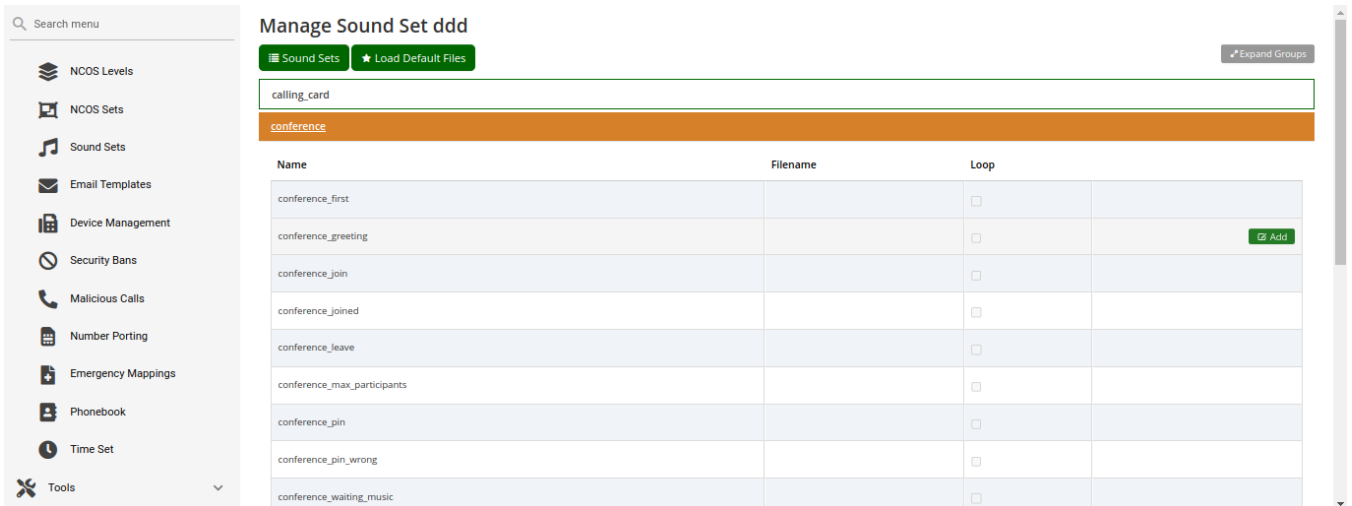 Search menu
NCOS Levels
NCOS Sets
Sound Sets
Email Templates
Device Management
Security Bans
Malicious Calls
Number Porting
Emergency Mappings
Phonebook
Time Set
Tools
Manage Sound Set ddd
Sound Sets Load Default Files Expand Groups
calling_card
conference
Name Filename Loop
conference_first
conference_greeting Add
conference_join
conference_joined
conference_leave
conference_max_participants
conference_pin
conference_pin_wrong
conference_waiting_music